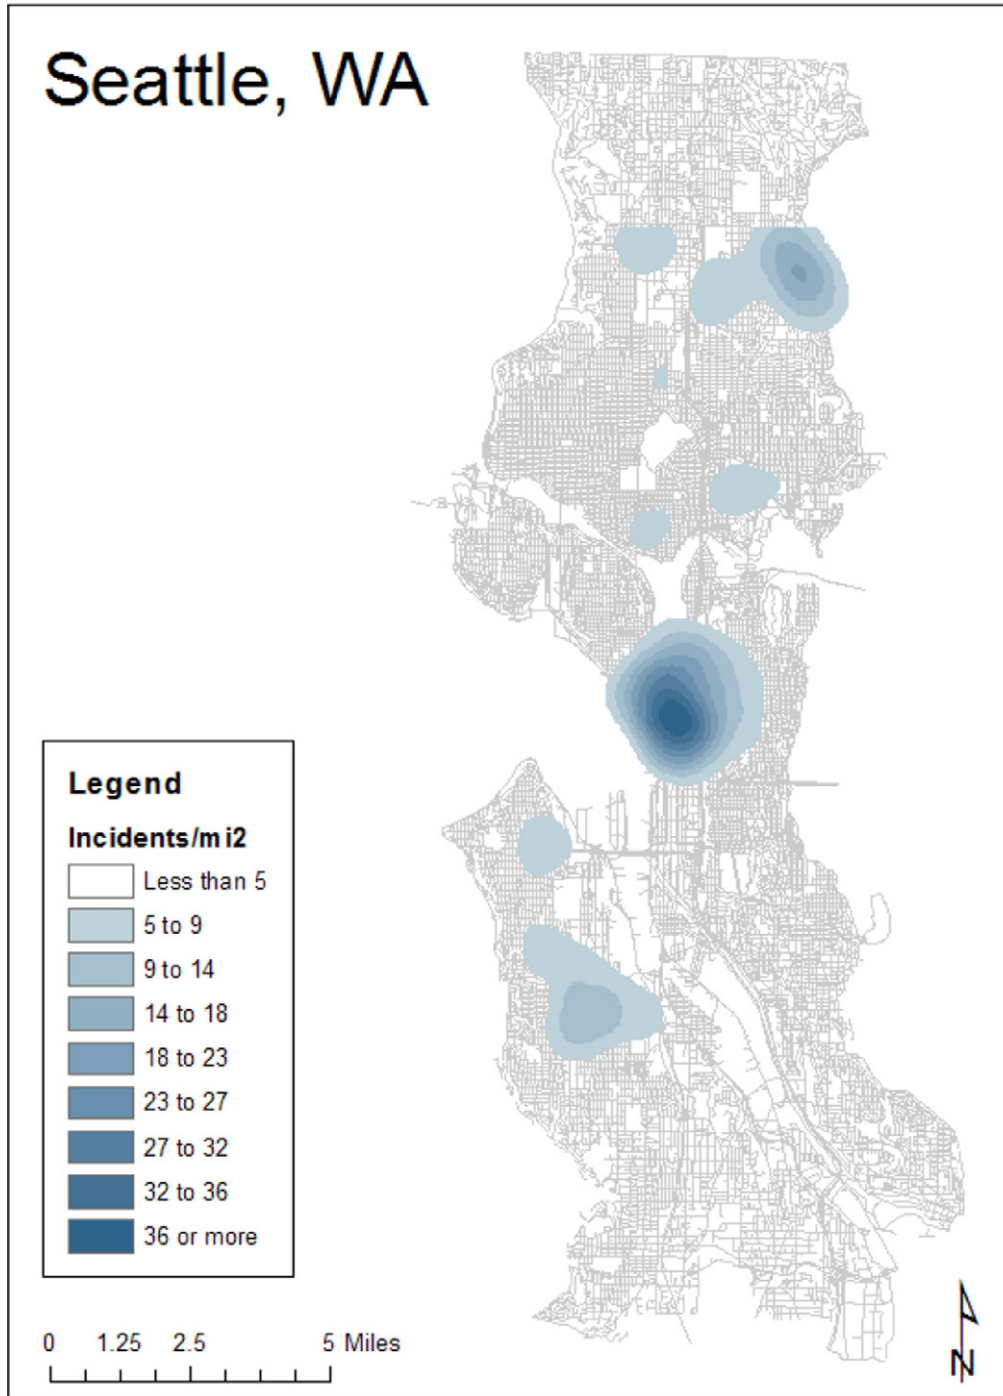 Seattle, WA
Legend
Incidents/mi2
Less than 5
5 to 9
9 to 14
14 to 18
18 to 23
23 to 27
27 to 32
32 to 36
36 or more
0 1.25 2.5 5 Miles
N